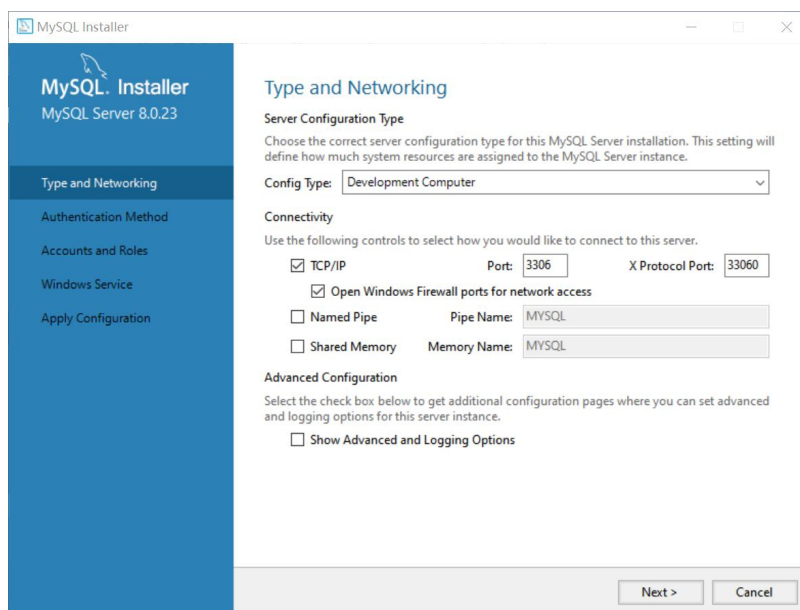 MySQL Installer
MySQL. Installer
MySQL Server 8.0.23
Type and Networking
Authentication Method
Accounts and Roles
Windows Service
Apply Configuration
Type and Networking
Server Configuration Type
Choose the correct server configuration type for this MySQL Server installation. This setting will
define how much system resources are assigned to the MySQL Server instance.
Config Type: Development Computer
Connectivity
Use the following controls to select how you would like to connect to this server.
TCP/IP Port: 3306 X Protocol Port: 33060
Open Windows Firewall ports for network access
Named Pipe Pipe Name: MYSQL
Shared Memory Memory Name: MYSQL
Advanced Configuration
Select the check box below to get additional configuration pages where you can set advanced
and logging options for this server instance.
Show Advanced and Logging Options
Next > Cancel